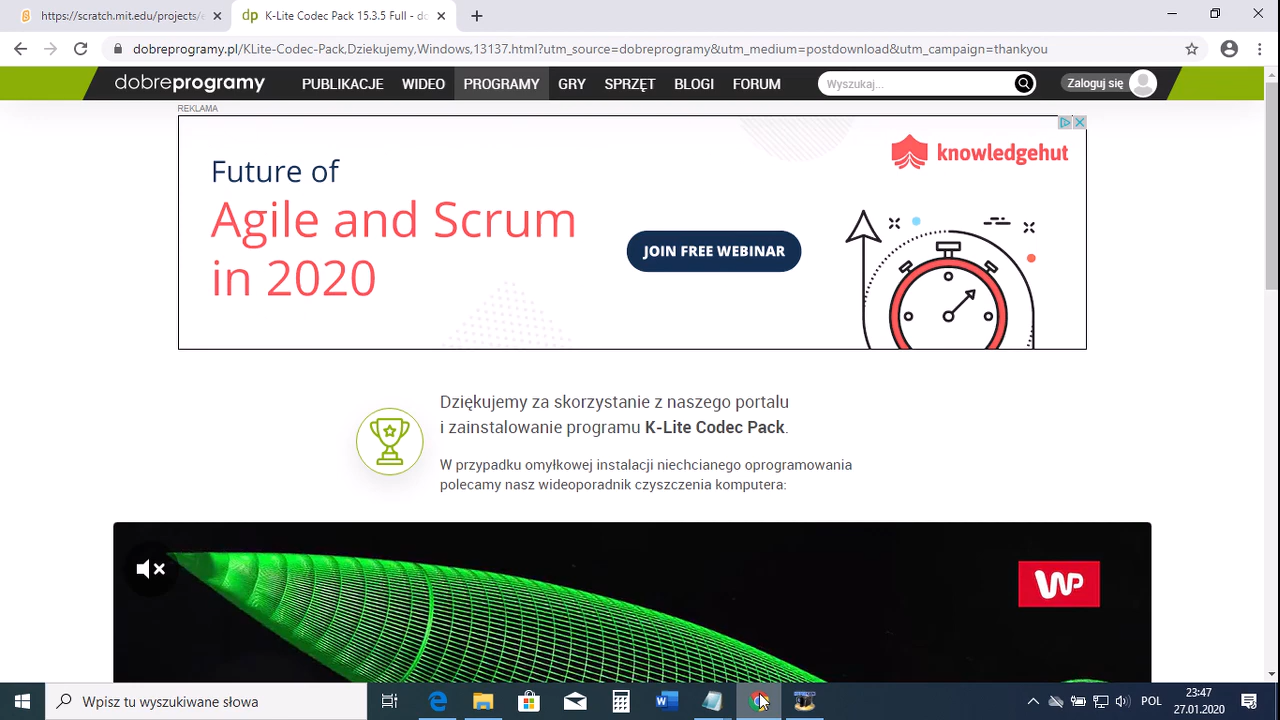 https://scratch.mit.edu/projects/e
dp K-Lite Codec Pack 15.3.5 Full - do
dobreprogramy.pl/KLite-Codec-Pack,Dziekujemy,Windows,13137.html?utm_source=dobreprogramy&utm_medium=postdownload&utm_campaign=thankyou
dobreprogramy PUBLIKACJE WIDEO PROGRAMY GRY SPRZĘT BLOGI FORUM Wyszukaj... Zaloguj się
REKLAMA
knowledgehut
Future of
Agile and Scrum
in 2020
JOIN FREE WEBINAR
Dziękujemy za skorzystanie z naszego portalu
i zainstalowanie programu K-Lite Codec Pack.
W przypadku omyłkowej instalacji niechcianego oprogramowania
polecamy nasz wideoporadnik czyszczenia komputera:
WP
Wpisz tu wyszukiwane słowa
POL
23:47
27.01.2020